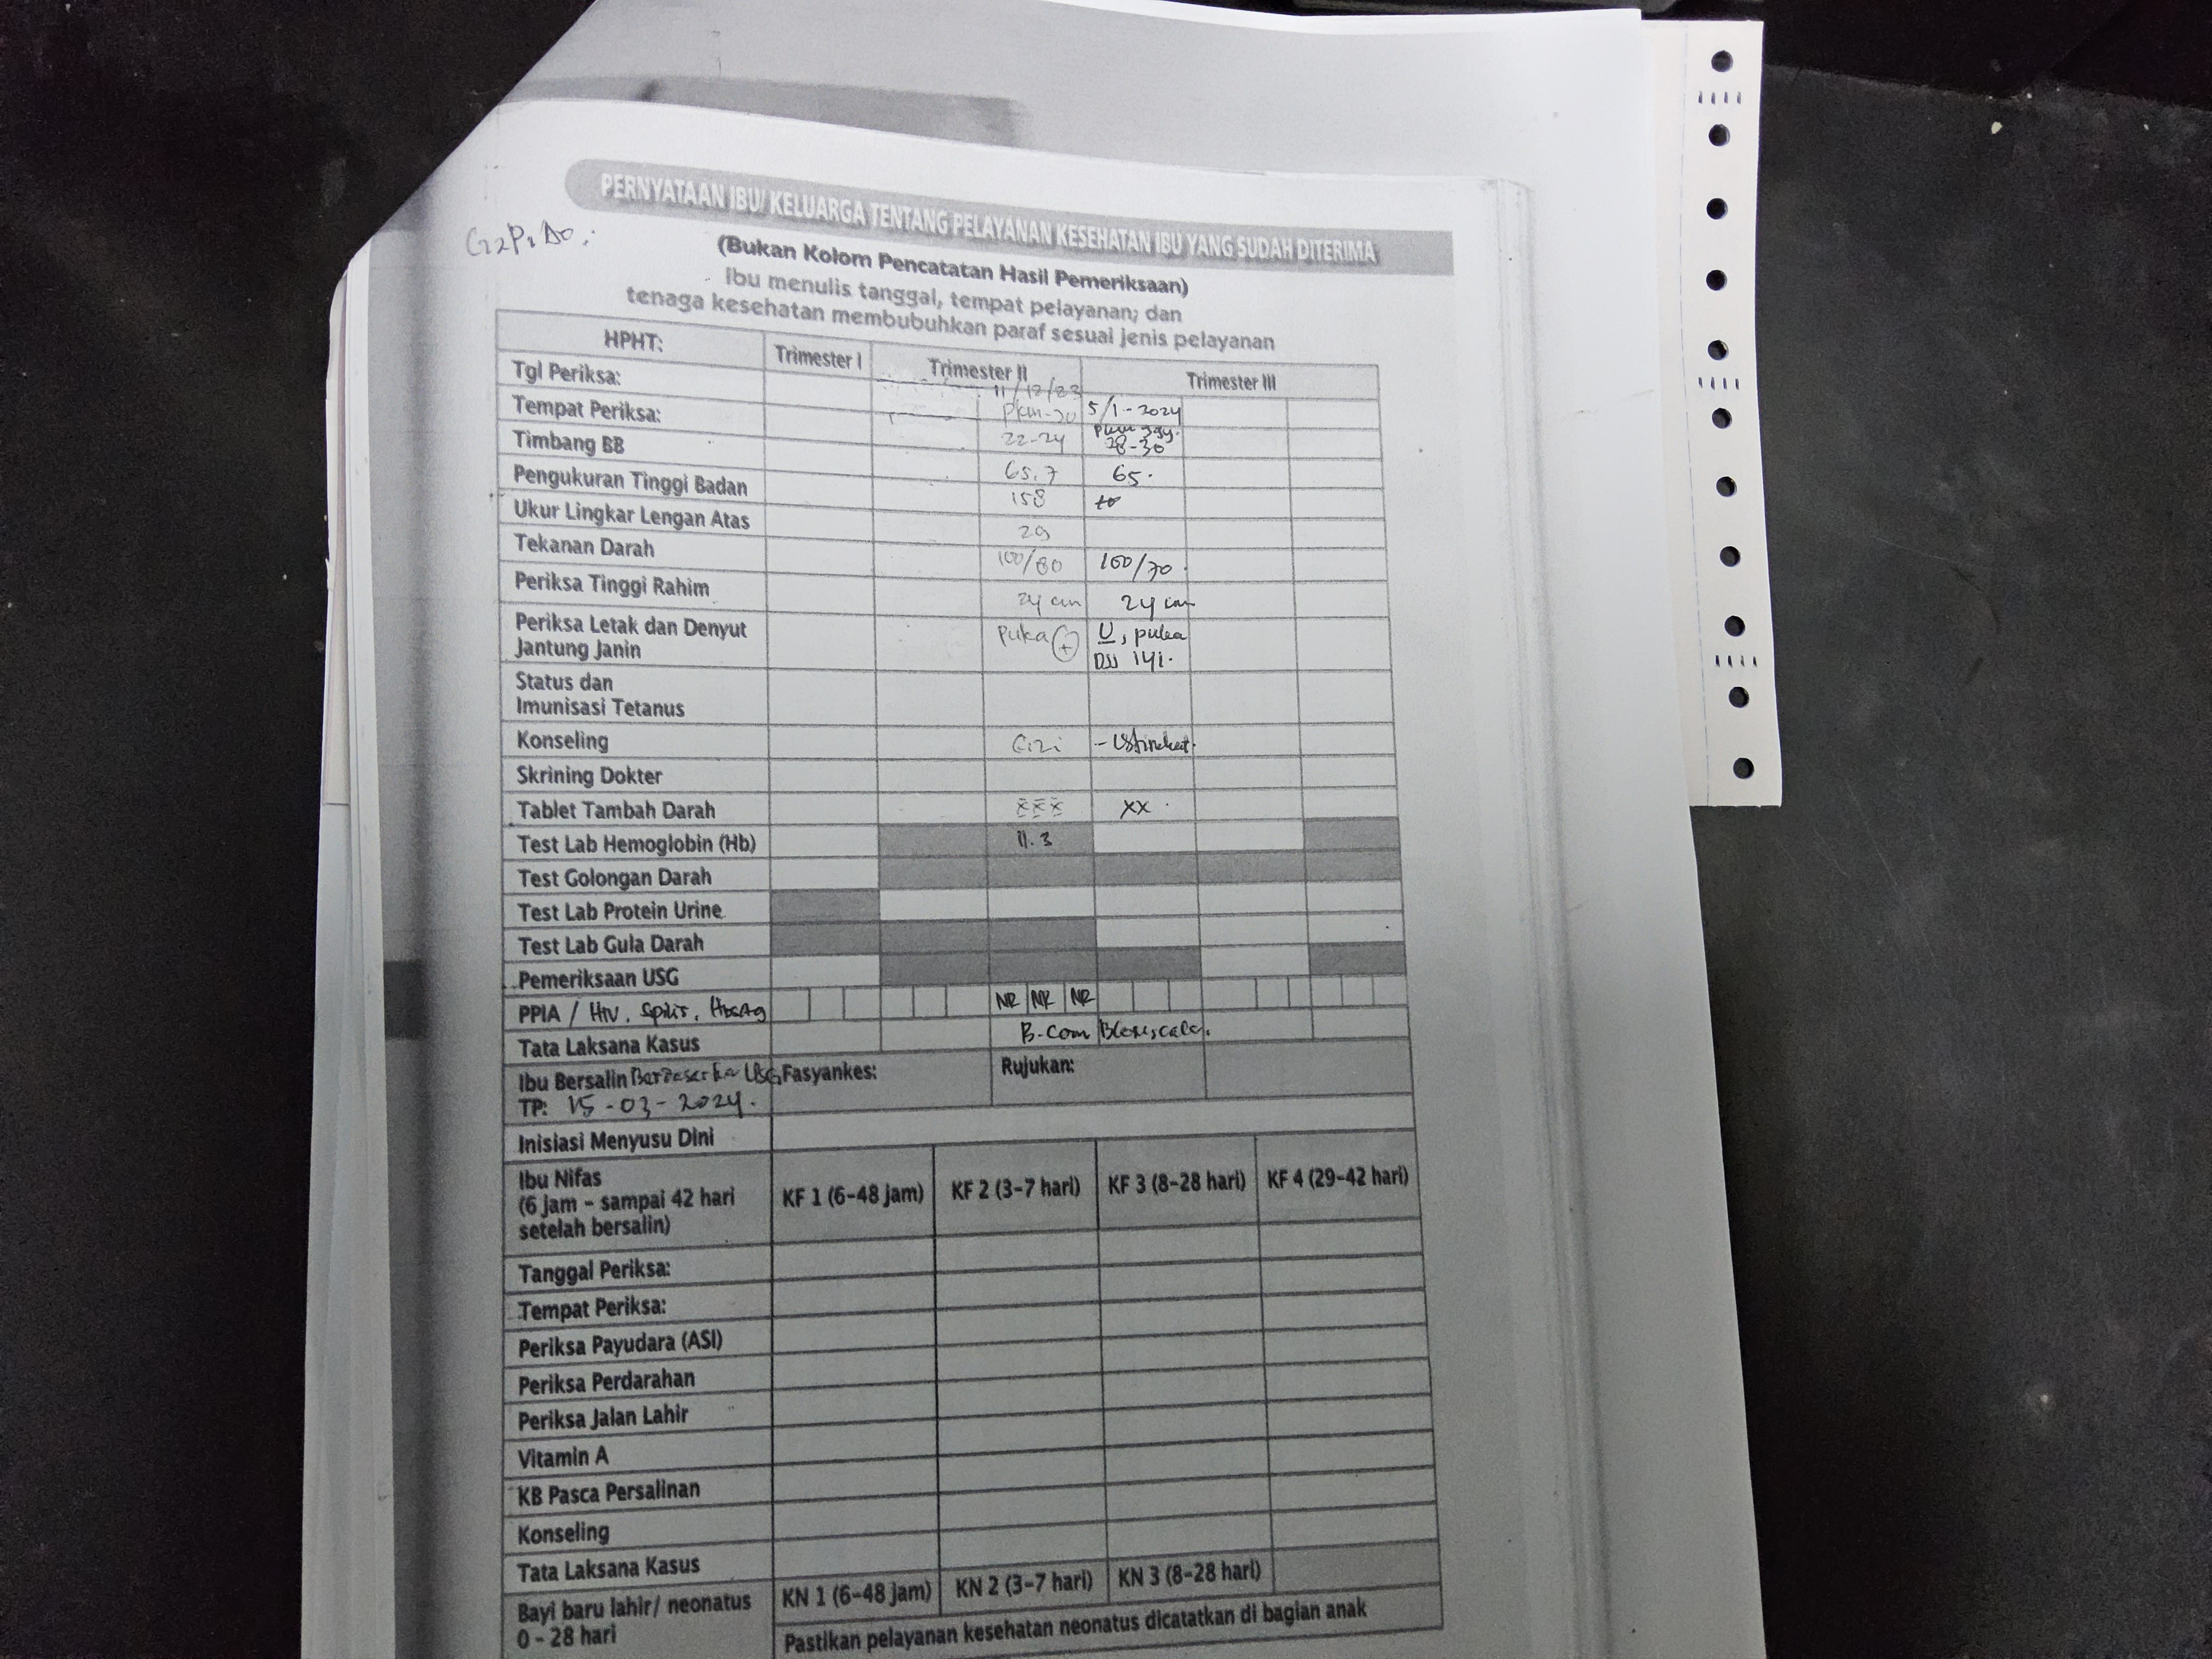 G2P1A0.
PERNYATAAN IBU/ KELUARGA TENTANG PELAYANAN KESEHATAN IBU YANG SUDAH DITERIMA
(Bukan Kolom Pencatatan Hasil Pemeriksaan)
Ibu menulis tanggal, tempat pelayanan; dan
tenaga kesehatan membubuhkan paraf sesuai jenis pelayanan
HPHT: Trimester I Trimester II Trimester III
Tgl Periksa: 11/12/23 5/1-2024
Tempat Periksa: PKM
Timbang BB 22-24 28-30
Pengukuran Tinggi Badan 65.7 65.
Ukur Lingkar Lengan Atas 158
Tekanan Darah 29
Periksa Tinggi Rahim 100/80 100/70
24 cm 24 cm
Periksa Letak dan Denyut Puka (+) U, puka
Jantung Janin DJJ 141.
Status dan
Imunisasi Tetanus
Konseling Gizi
Skrining Dokter
Tablet Tambah Darah xxx xx
Test Lab Hemoglobin (Hb) 11.3
Test Golongan Darah
Test Lab Protein Urine
Test Lab Gula Darah
Pemeriksaan USG
PPIA / HIV, Spilis, HbsAg NR NR NR
Tata Laksana Kasus B-Com
Ibu Bersalin Berdasarka USG Fasyankes: Rujukan:
TP: 15-03-2024.
Inisiasi Menyusu Dini
Ibu Nifas
(6 jam – sampai 42 hari
setelah bersalin)
KF 1 (6–48 jam) KF 2 (3–7 hari) KF 3 (8–28 hari) KF 4 (29–42 hari)
Tanggal Periksa:
Tempat Periksa:
Periksa Payudara (ASI)
Periksa Perdarahan
Periksa Jalan Lahir
Vitamin A
KB Pasca Persalinan
Konseling
Tata Laksana Kasus
Bayi baru lahir/ neonatus
0 – 28 hari
KN 1 (6–48 jam) KN 2 (3–7 hari) KN 3 (8–28 hari)
Pastikan pelayanan kesehatan neonatus dicatatkan di bagian anak